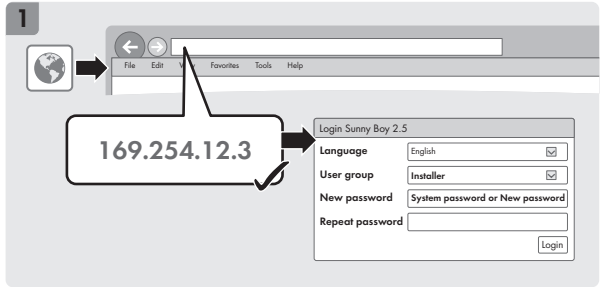 1
File Edit View Favorites Tools Help
169.254.12.3
Login Sunny Boy 2.5
Language English
User group Installer
New password System password or New password
Repeat password
Login